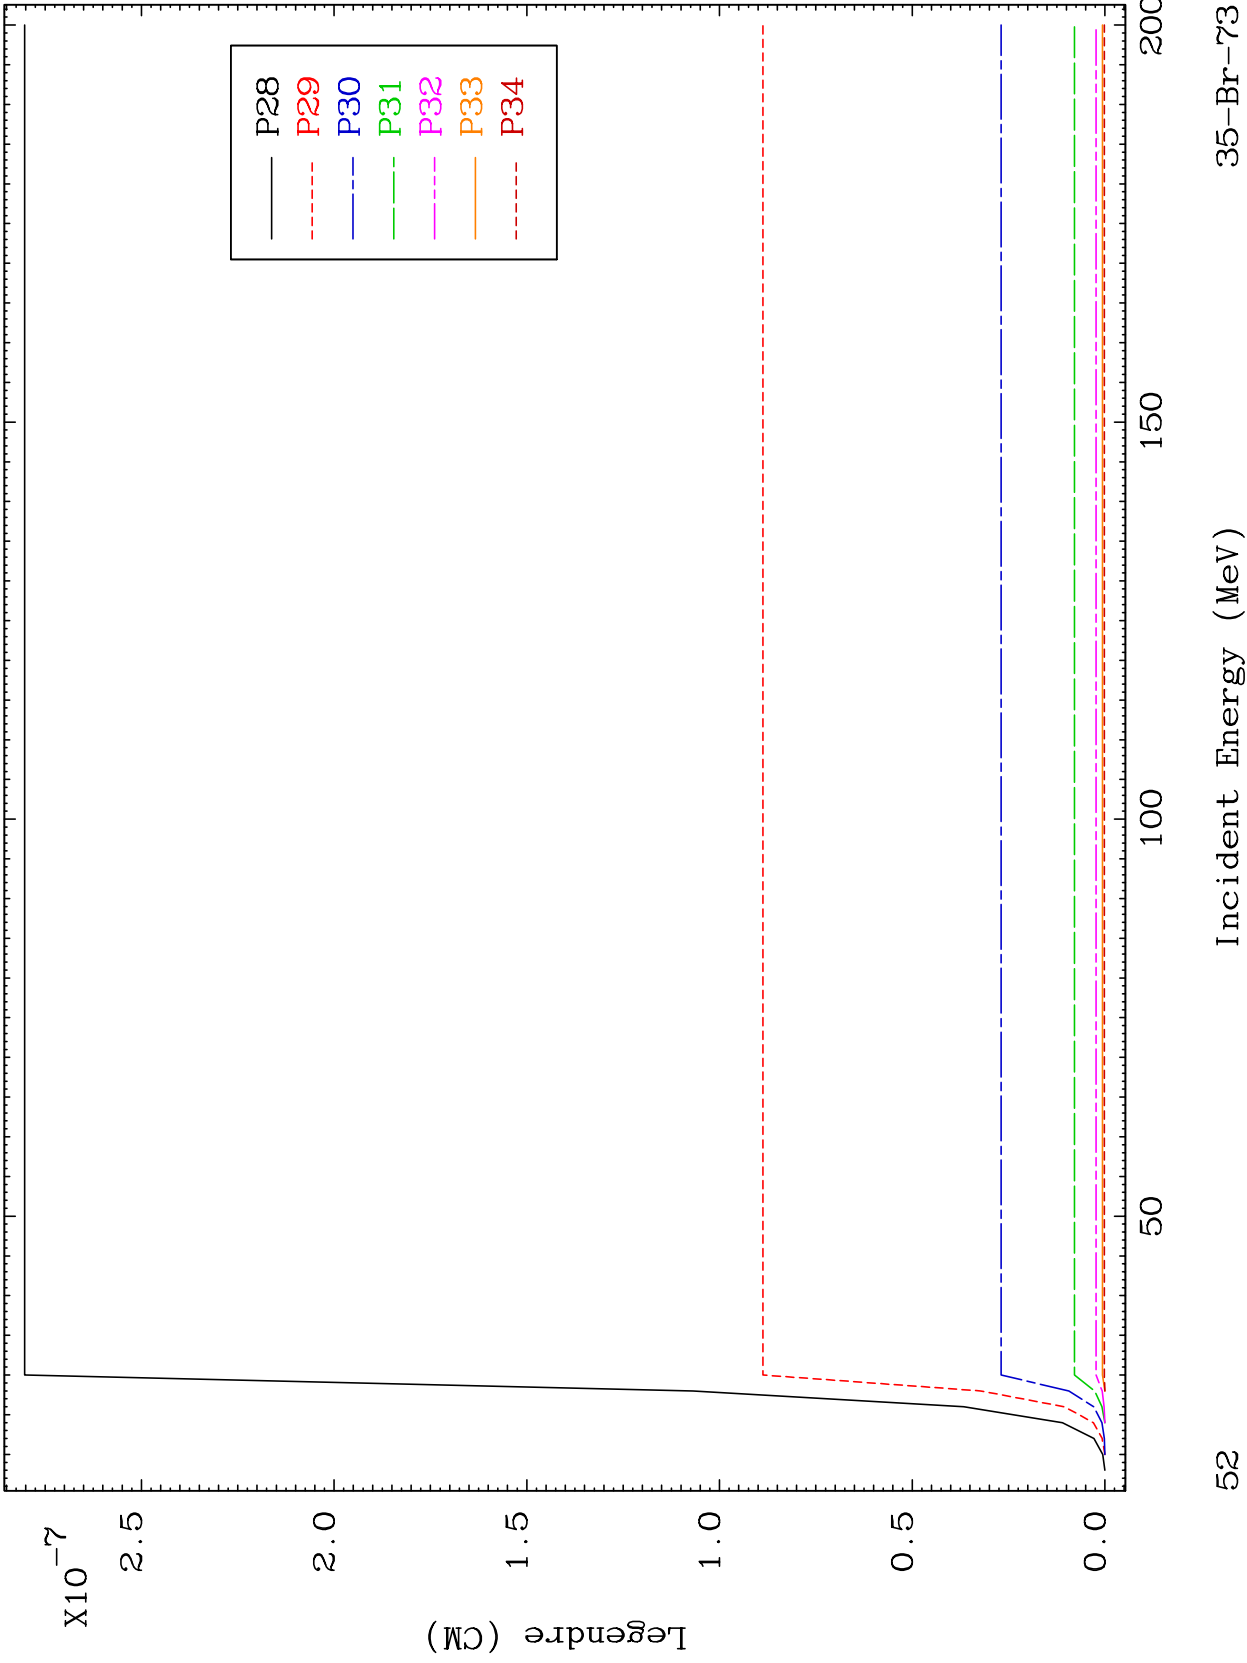 X10-7
2.5
2.0
1.5
1.0
0.5
0.0
Legendre (CM)
P28
P29
P30
P31
P32
P33
P34
50
100
150
200
Incident Energy (MeV)
52
35-Br-73